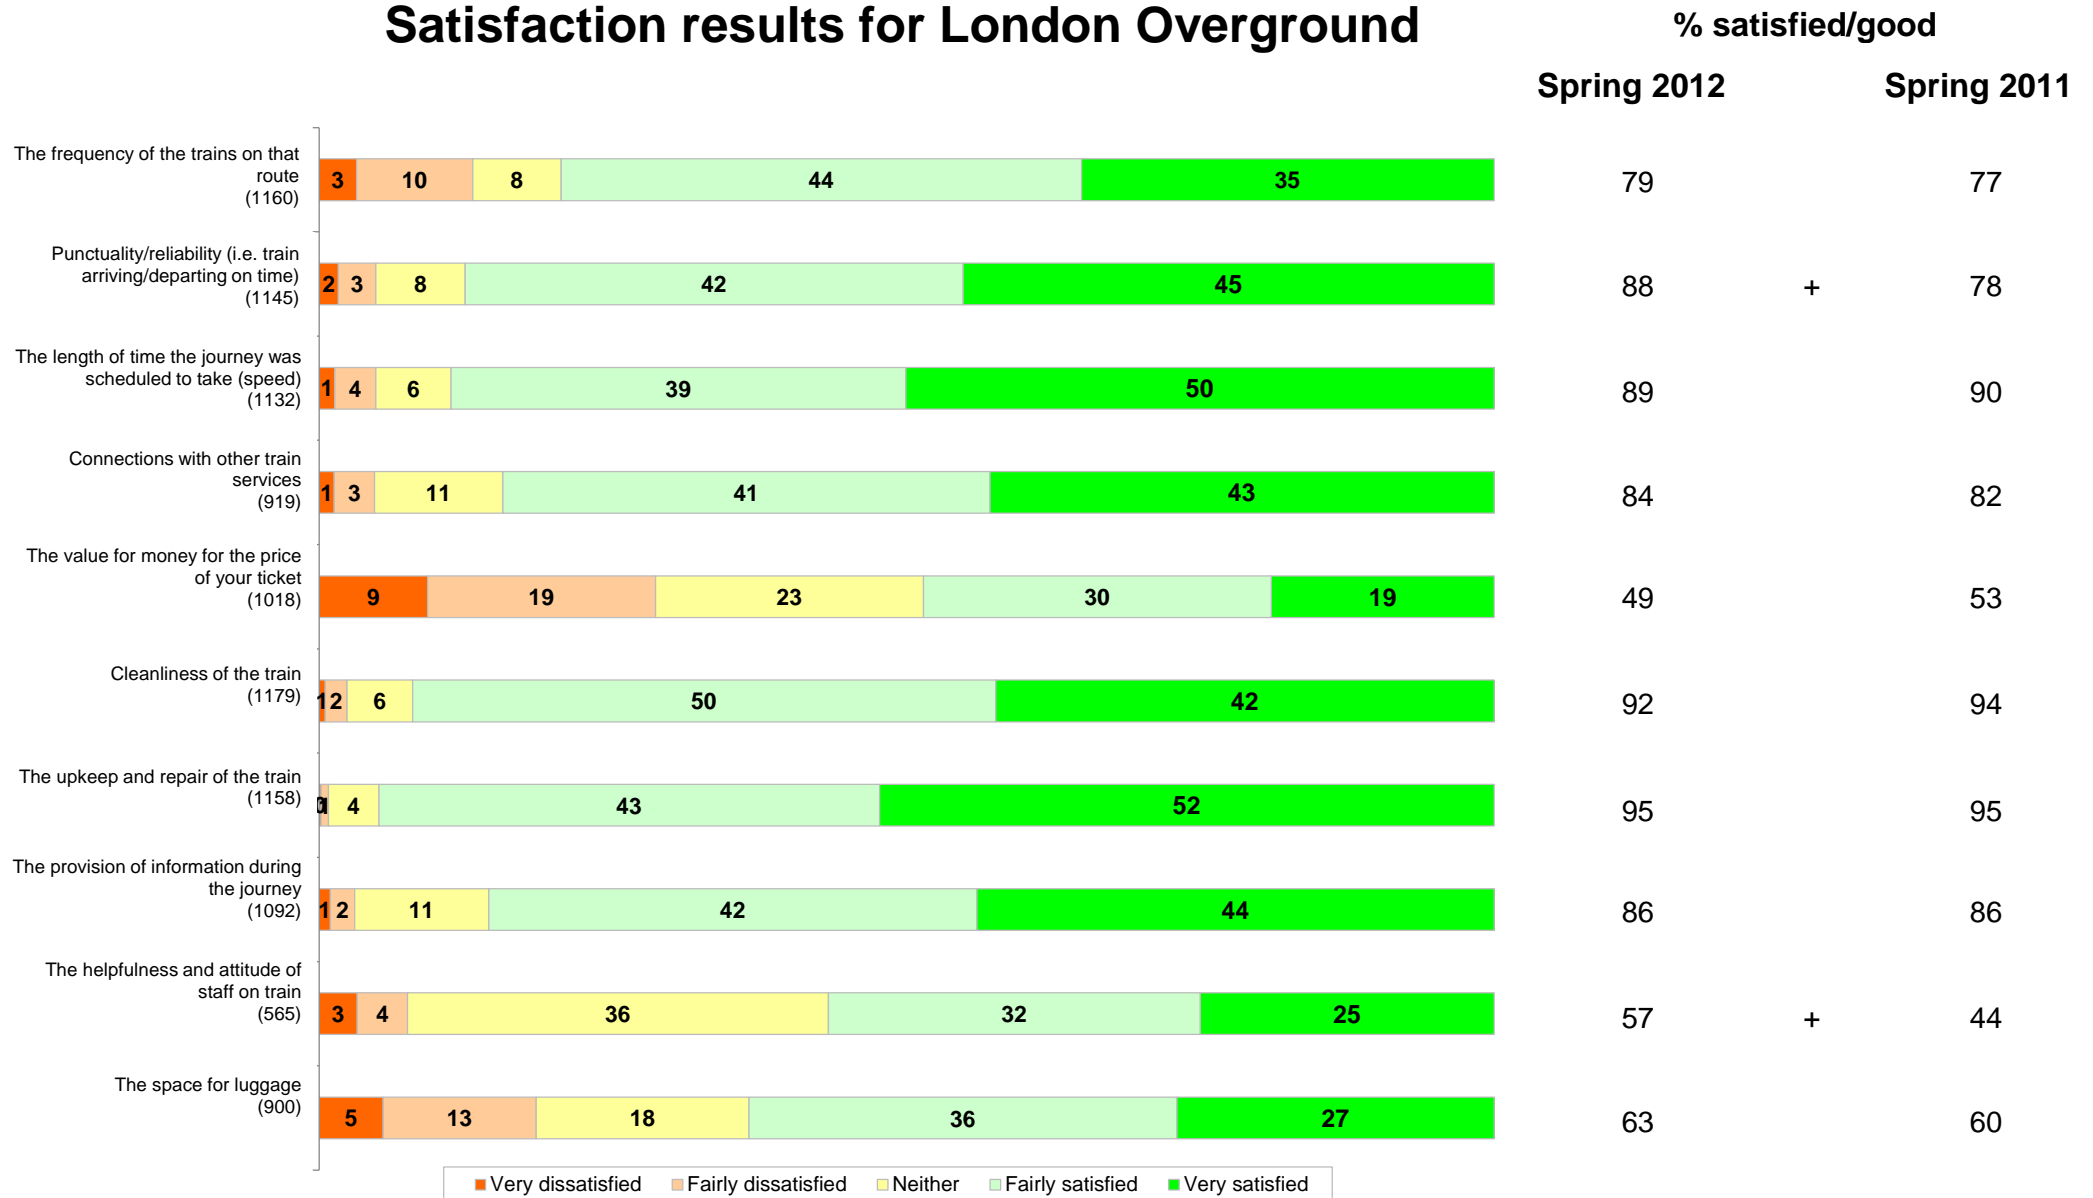 Satisfaction results for London Overground
% satisfied/good
Spring 2012 Spring 2011
The frequency of the trains on that
route
(1160)
3 10 8 44 35 79 77
Punctuality/reliability (i.e. train
arriving/departing on time)
(1145)
2 3 8 42 45 88 + 78
The length of time the journey was
scheduled to take (speed)
(1132)
1 4 6 39 50 89 90
Connections with other train
services
(919)
1 3 11 41 43 84 82
The value for money for the price
of your ticket
(1018)
9 19 23 30 19 49 53
Cleanliness of the train
(1179)
1 2 6 50 42 92 94
The upkeep and repair of the train
(1158)
0 1 4 43 52 95 95
The provision of information during
the journey
(1092)
1 2 11 42 44 86 86
The helpfulness and attitude of
staff on train
(565)
3 4 36 32 25 57 + 44
The space for luggage
(900)
5 13 18 36 27 63 60
Very dissatisfied Fairly dissatisfied Neither Fairly satisfied Very satisfied